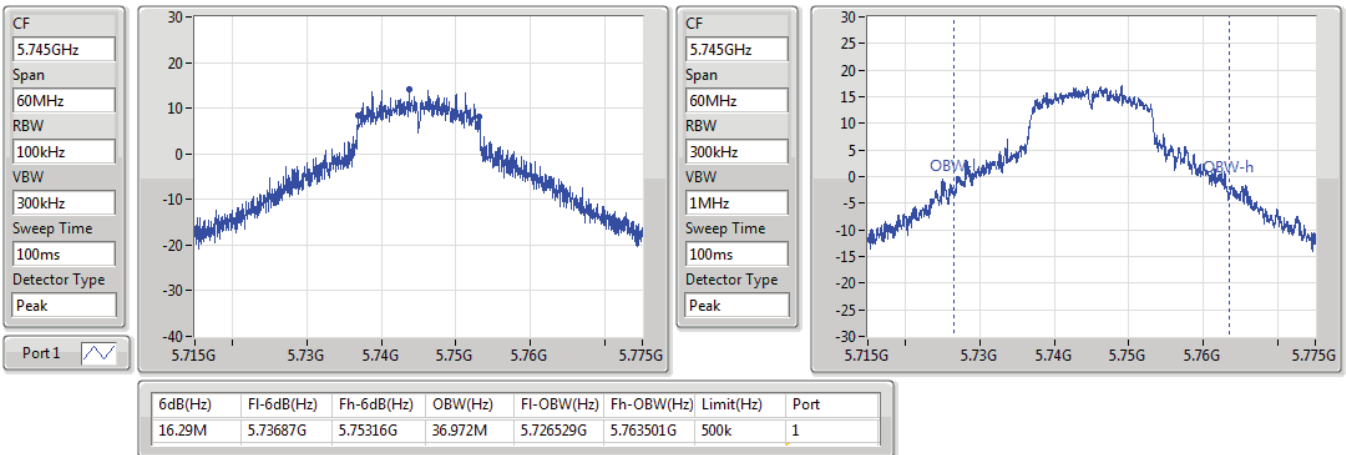 CF
5.745GHz
Span
60MHz
RBW
100kHz
VBW
300kHz
Sweep Time
100ms
Detector Type
Peak
Port 1
30
20
10
0
-10
-20
-30
-40
5.715G 5.73G 5.74G 5.75G 5.76G 5.775G
CF
5.745GHz
Span
60MHz
RBW
300kHz
VBW
1MHz
Sweep Time
100ms
Detector Type
Peak
30
25
20
15
10
5
0
-5
-10
-15
-20
-25
-30
OBW-l OBW-h
5.715G 5.73G 5.74G 5.75G 5.76G 5.775G
6dB(Hz) Fl-6dB(Hz) Fh-6dB(Hz) OBW(Hz) Fl-OBW(Hz) Fh-OBW(Hz) Limit(Hz) Port
16.29M 5.73687G 5.75316G 36.972M 5.726529G 5.763501G 500k 1